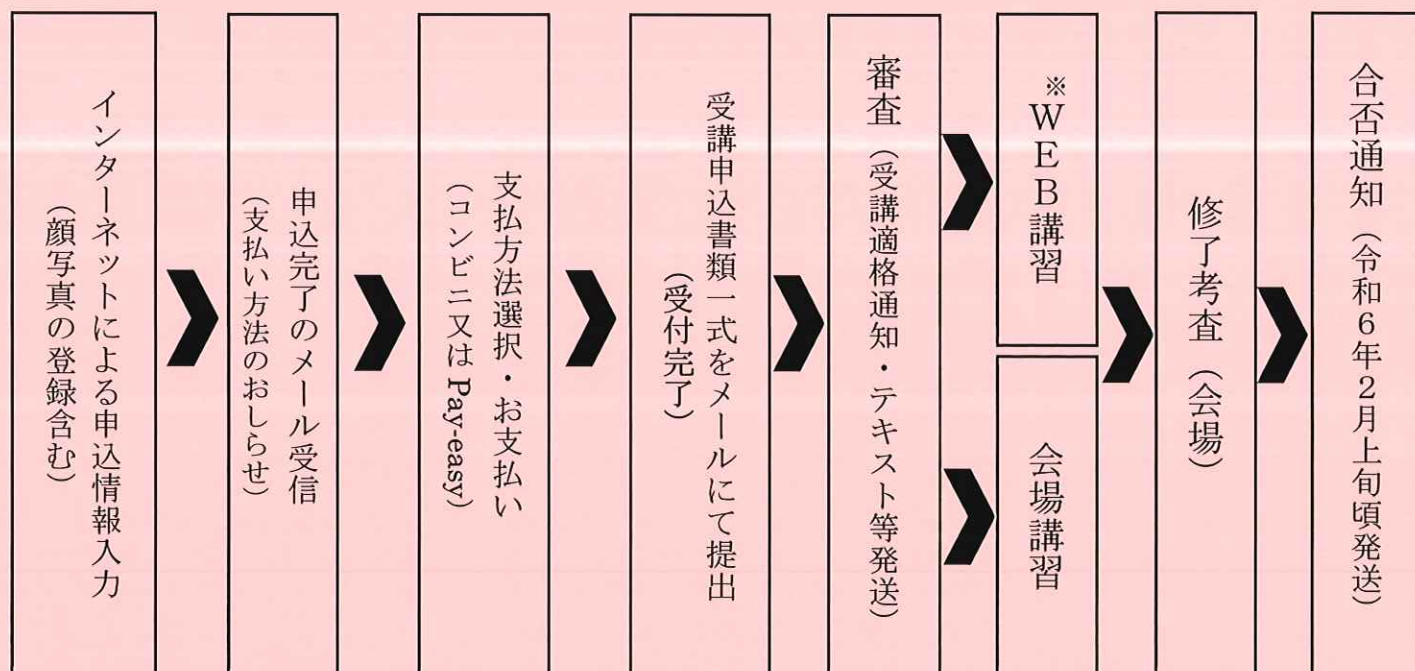 インターネットによる申込情報入力
（顔写真の登録含む）
申込完了のメール受信
（支払い方法のおしらせ）
支払方法選択・お支払い
（コンビニ又は Pay-easy）
受講申込書類一式をメールにて提出
（受付完了）
審査（受講適格通知・テキスト等発送）
※WEB講習
会場講習
修了考査（会場）
合否通知（令和6年2月上旬頃発送）